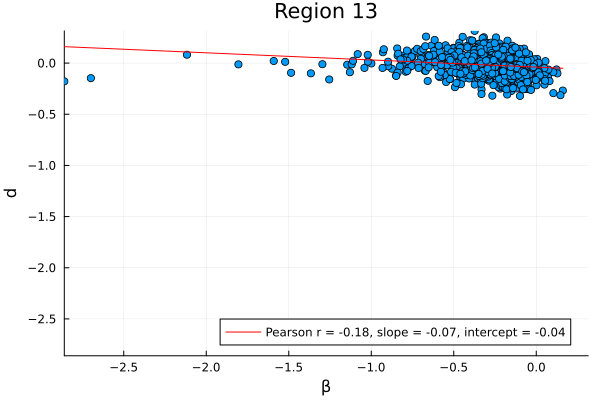 Region 13
0.0
−0.5
−1.0
−1.5
−2.0
−2.5
d
Pearson r = -0.18, slope = -0.07, intercept = -0.04
−2.5 −2.0 −1.5 −1.0 −0.5 0.0
β